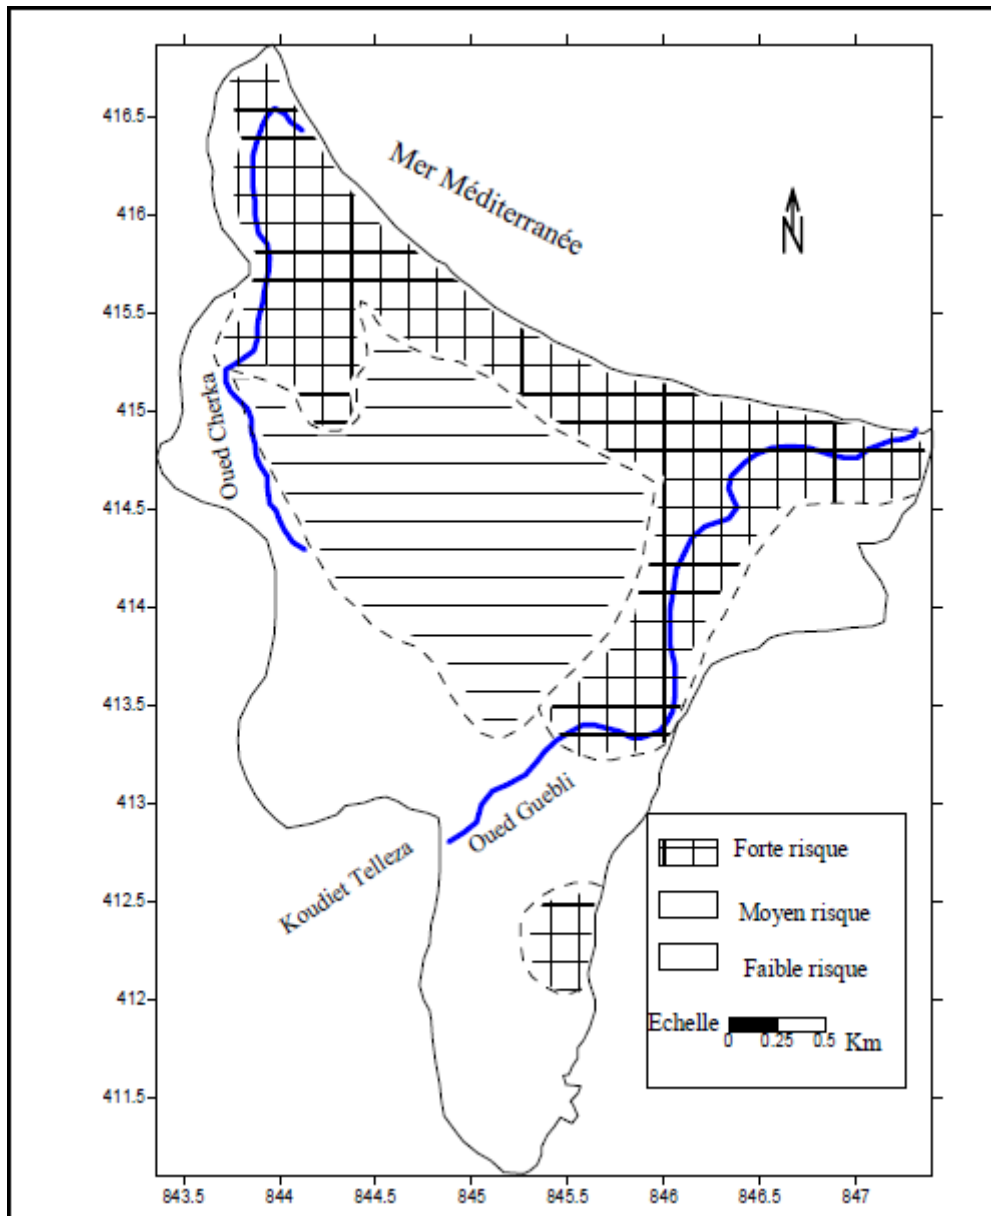 416.5
416
415.5
415
414.5
414
413.5
413
412.5
412
411.5
843.5 844 844.5 845 845.5 846 846.5 847
Mer Méditerranée
N
Oued Cherka
Oued Guebli
Koudiet Telleza
Forte risque
Moyen risque
Faible risque
Echelle
0 0.25 0.5 Km